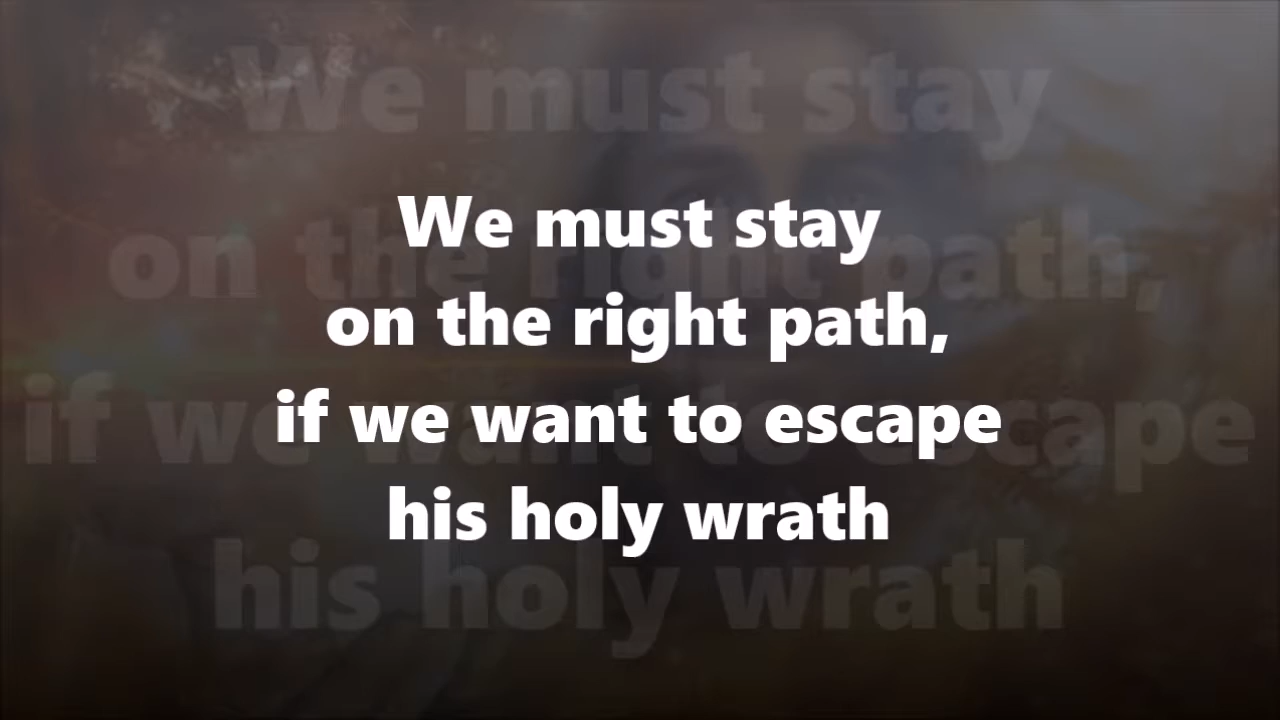 We must stay
on the right path,
if we want to escape
his holy wrath